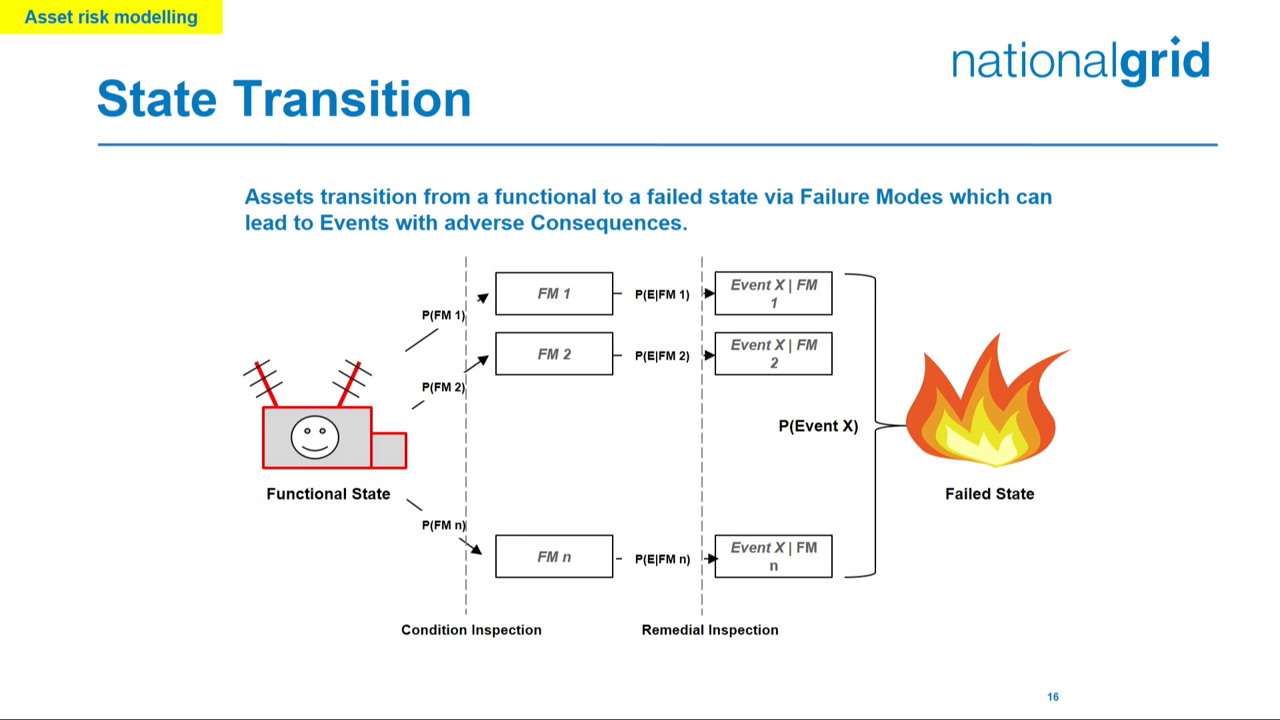 Asset risk modelling
nationalgrid
State Transition
Assets transition from a functional to a failed state via Failure Modes which can
lead to Events with adverse Consequences.
FM 1
P(E|FM 1)
Event X | FM
1
P(FM 1)
FM 2
P(E|FM 2)
Event X | FM
2
P(FM 2)
P(Event X)
Functional State
Failed State
P(FM n)
FM n
P(E|FM n)
Event X | FM
n
Condition Inspection
Remedial Inspection
16